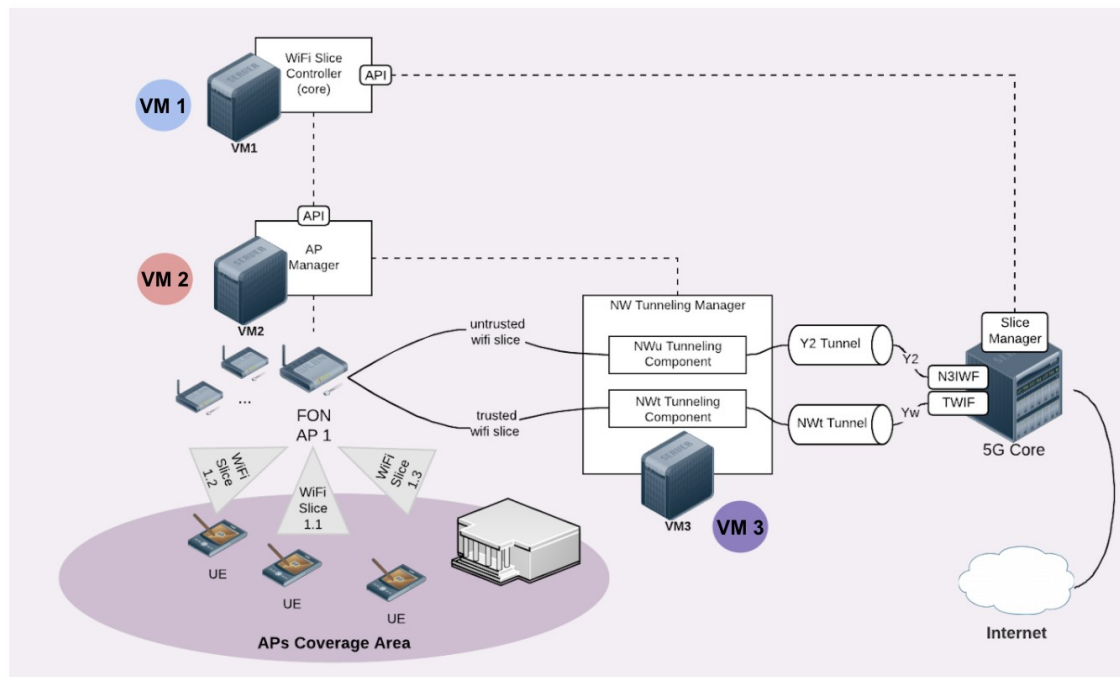 WiFi Slice
Controller
(core)
API
VM 1
SERVER
VM1
API
AP
Manager
SERVER
VM 2
VM2
NW Tunneling Manager
untrusted
wifi slice
NWu Tunneling
Component
Y2 Tunnel
Y2
Slice
Manager
N3IWF
TWIF
...
FON
AP 1
trusted
wifi slice
NWt Tunneling
Component
NWt Tunnel
Yw
5G Core
SERVER
VM3
VM 3
WiFi
Slice
1.2
WiFi
Slice
1.1
WiFi
Slice
1.3
UE
UE
UE
APs Coverage Area
Internet